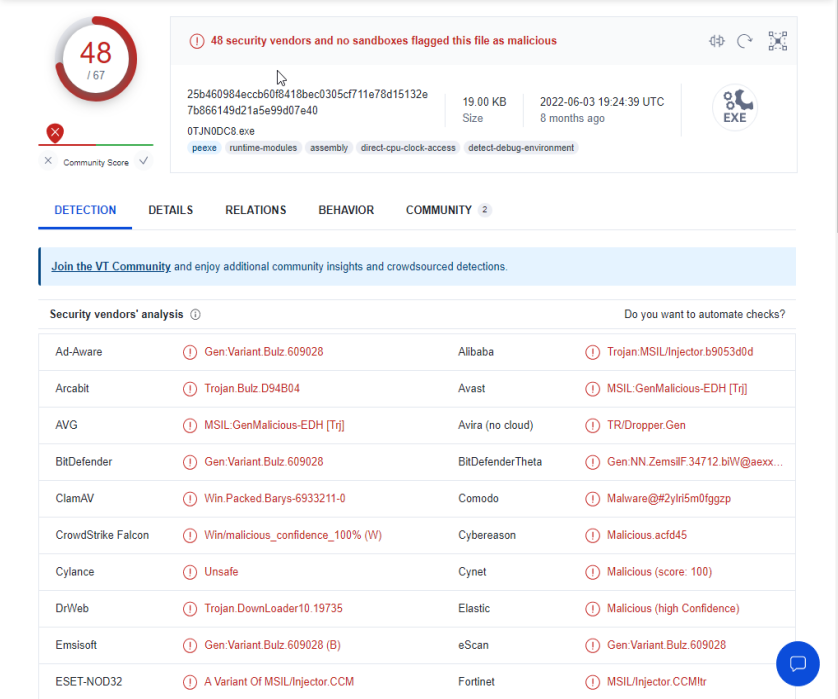 48
/ 67
Community Score
48 security vendors and no sandboxes flagged this file as malicious
25b460984eccb60f8418bec0305cf711e78d15132e
7b866149d21a5e99d07e40
0TJN0DC8.exe
19.00 KB
Size
2022-06-03 19:24:39 UTC
8 months ago
EXE
peexe runtime-modules assembly direct-cpu-clock-access detect-debug-environment
DETECTION DETAILS RELATIONS BEHAVIOR COMMUNITY 2
Join the VT Community and enjoy additional community insights and crowdsourced detections.
Security vendors' analysis Do you want to automate checks?
Ad-Aware Gen:Variant.Bulz.609028 Alibaba Trojan:MSIL/Injector.b9053d0d
Arcabit Trojan.Bulz.D94B04 Avast MSIL:GenMalicious-EDH [Trj]
AVG MSIL:GenMalicious-EDH [Trj] Avira (no cloud) TR/Dropper.Gen
BitDefender Gen:Variant.Bulz.609028 BitDefenderTheta Gen:NN.ZemsilF.34712.biW@aexx...
ClamAV Win.Packed.Barys-6933211-0 Comodo Malware@#2ylri5m0fggzp
CrowdStrike Falcon Win/malicious_confidence_100% (W) Cybereason Malicious.acfd45
Cylance Unsafe Cynet Malicious (score: 100)
DrWeb Trojan.DownLoader10.19735 Elastic Malicious (high Confidence)
Emsisoft Gen:Variant.Bulz.609028 (B) eScan Gen:Variant.Bulz.609028
ESET-NOD32 A Variant Of MSIL/Injector.CCM Fortinet MSIL/Injector.CCM!tr